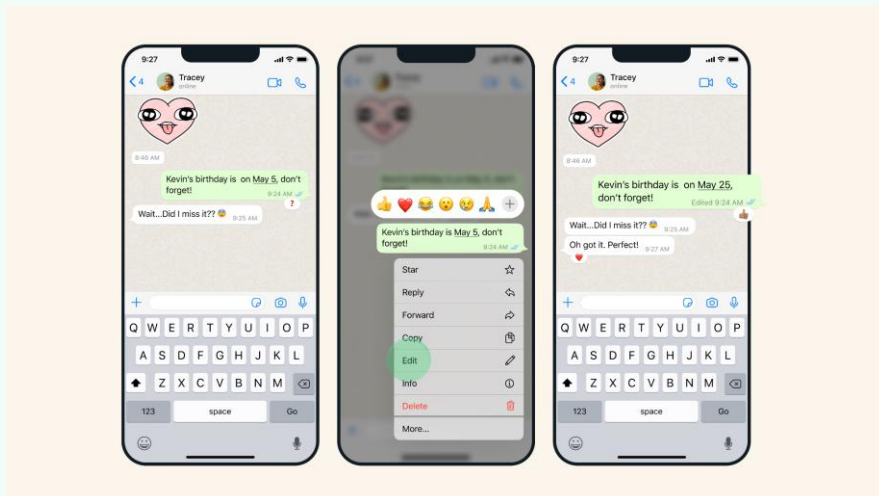 9:27
4
Tracey
online
8:46 AM
Kevin's birthday is on May 5, don't
forget!
9:24 AM
?
Wait...Did I miss it??
9:25 AM
Q W E R T Y U I O P
A S D F G H J K L
Z X C V B N M
123
space
Go
Kevin's birthday is May 5, don't
forget!
9:24 AM
Star
Reply
Forward
Copy
Edit
Info
Delete
More...
9:27
4
Tracey
online
8:46 AM
Kevin's birthday is on May 25,
don't forget!
Edited 9:24 AM
Wait...Did I miss it??
9:25 AM
Oh got it. Perfect!
9:27 AM
Q W E R T Y U I O P
A S D F G H J K L
Z X C V B N M
123
space
Go